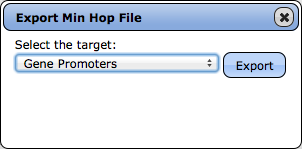 Export Min Hop File
Select the target:
Gene Promoters
Export